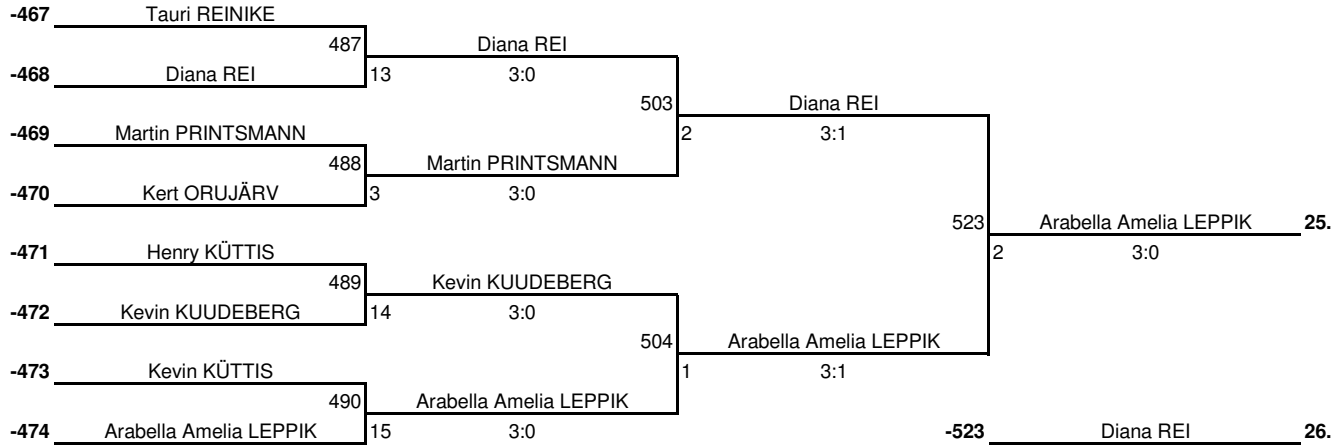 -467 Tauri REINIKE
487 Diana REI
-468 Diana REI 13 3:0
503 Diana REI
-469 Martin PRINTSMANN 2 3:1
488 Martin PRINTSMANN
-470 Kert ORUJÄRV 3 3:0
523 Arabella Amelia LEPPIK 25.
-471 Henry KÜTTIS 2 3:0
489 Kevin KUUDEBERG
-472 Kevin KUUDEBERG 14 3:0
504 Arabella Amelia LEPPIK
-473 Kevin KÜTTIS 1 3:1
490 Arabella Amelia LEPPIK
-474 Arabella Amelia LEPPIK 15 3:0 -523 Diana REI 26.